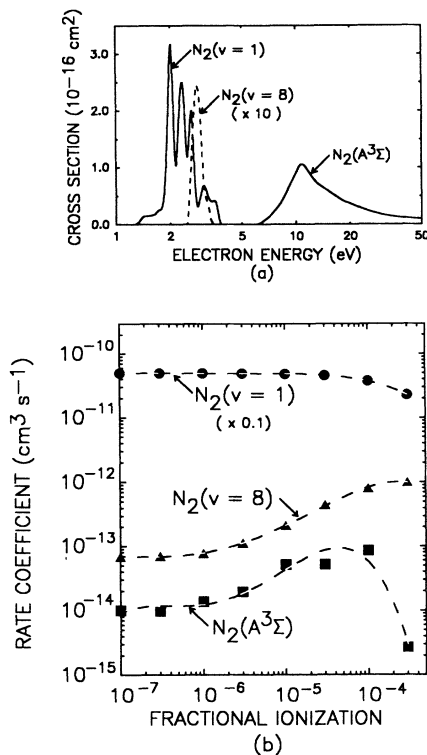 CROSS SECTION (10⁻¹⁶ cm²)
3.0
2.0
1.0
0.0
N₂(v = 1)
N₂(v = 8)
( x 10)
N₂(A³Σ)
1 2 5 10 20 50
ELECTRON ENERGY (eV)
(a)
RATE COEFFICIENT (cm³ s⁻¹)
10⁻¹⁰
10⁻¹¹
10⁻¹²
10⁻¹³
10⁻¹⁴
10⁻¹⁵
N₂(v = 1)
( x 0.1)
N₂(v = 8)
N₂(A³Σ)
10⁻⁷ 10⁻⁶ 10⁻⁵ 10⁻⁴
FRACTIONAL IONIZATION
(b)